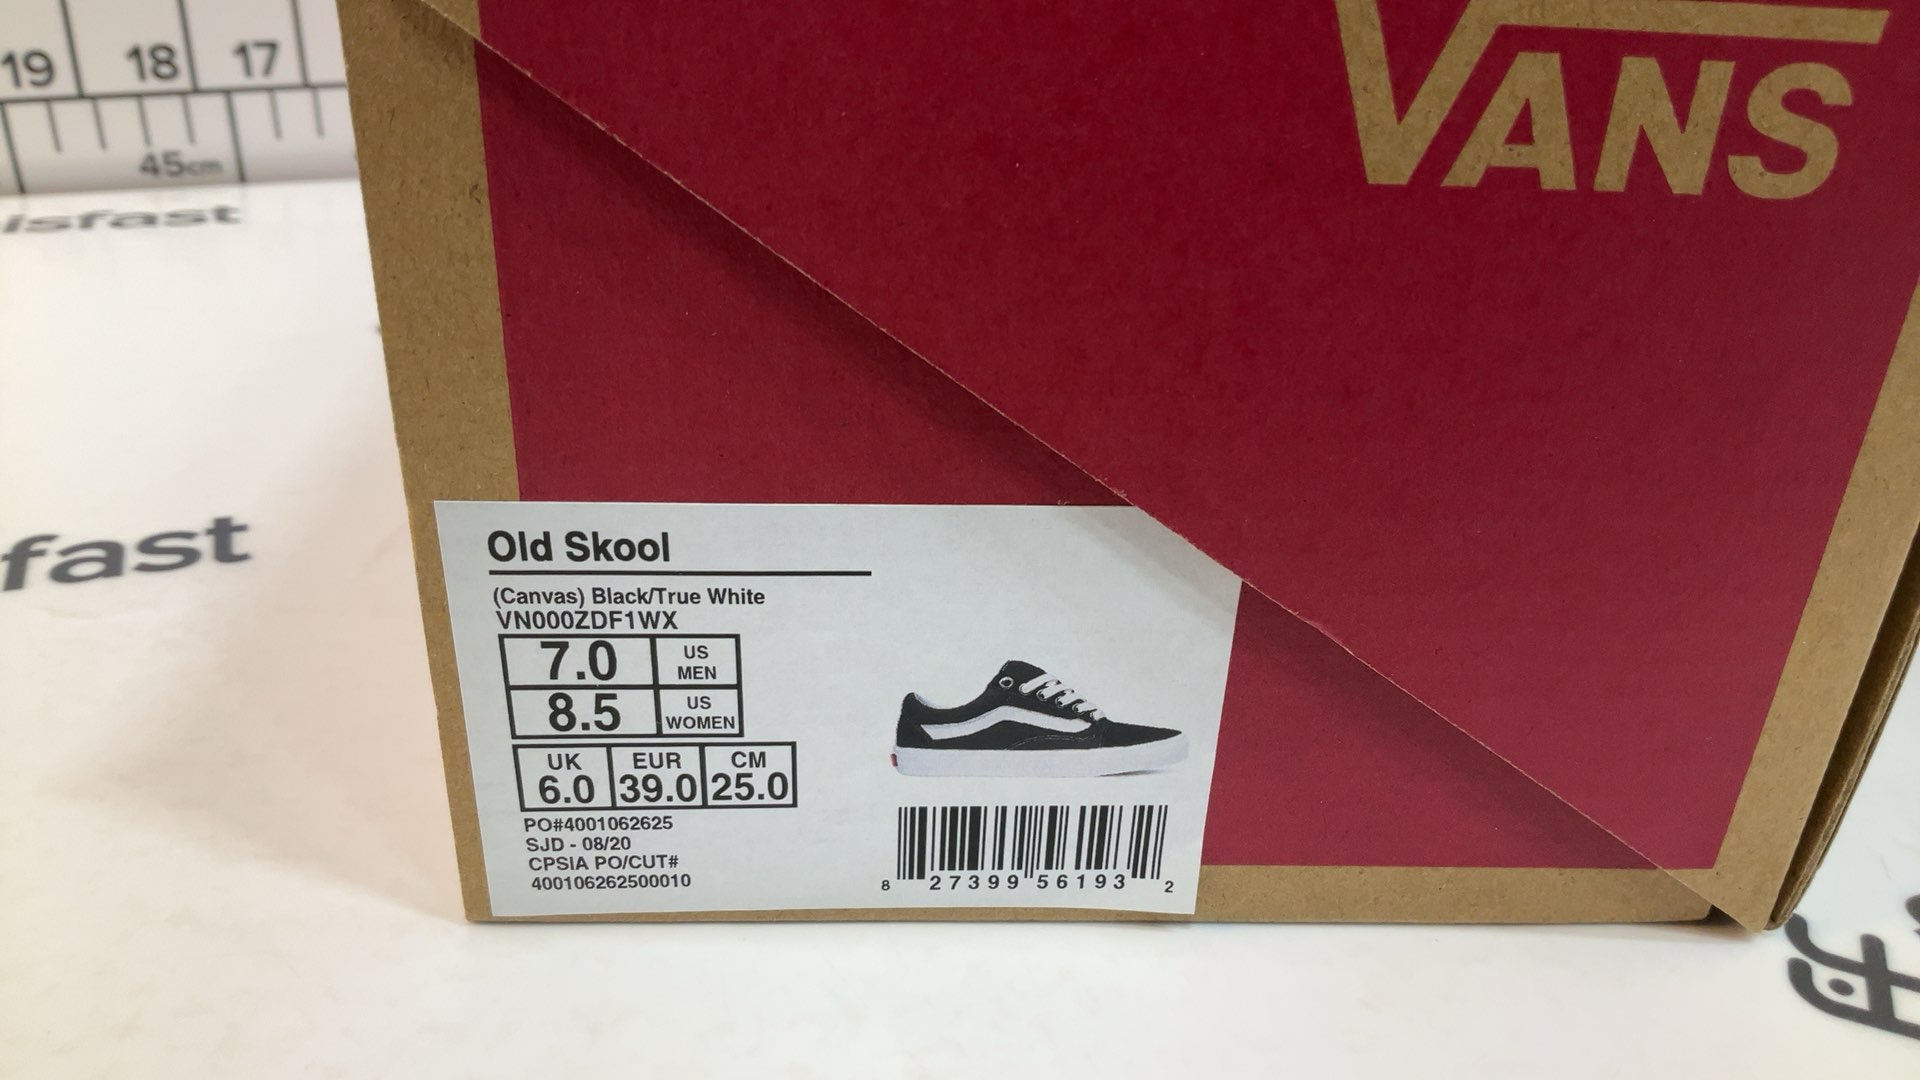 19 18 17
45cm
isfast
fast
VANS
Old Skool
(Canvas) Black/True White
VN000ZDF1WX
7.0 US MEN
8.5 US WOMEN
UK EUR CM
6.0 39.0 25.0
PO#4001062625
SJD - 08/20
CPSIA PO/CUT#
400106262500010
8 27399 56193 2